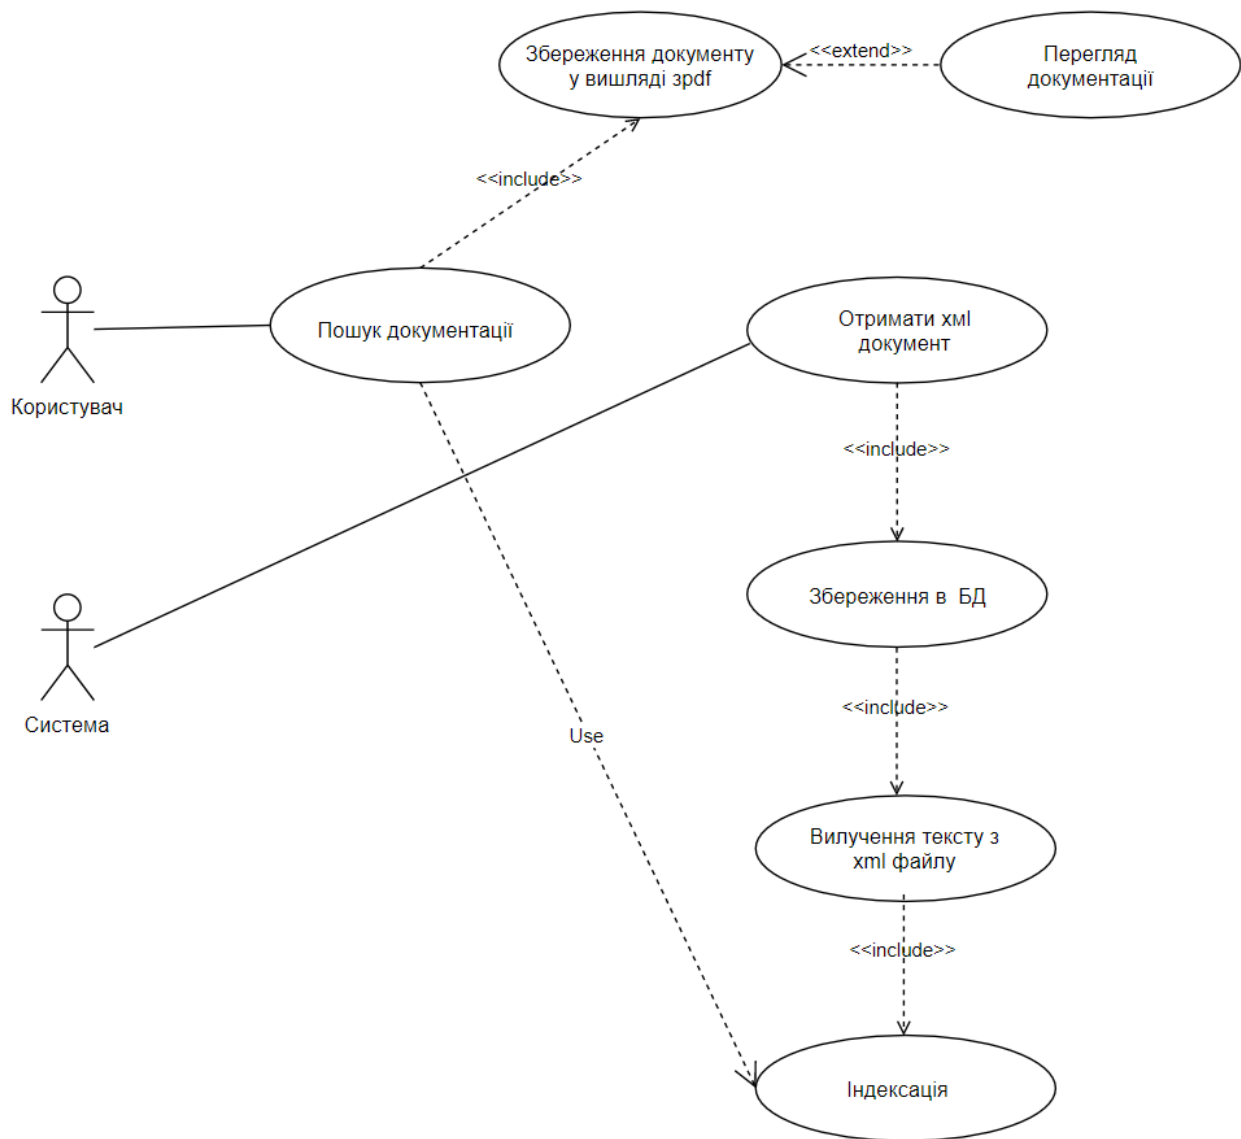 Збереження документу
у вишляді зpdf
<<extend>>
Перегляд
документації
<<include>>
Пошук документації
Отримати xml
документ
Користувач
<<include>>
Збереження в БД
Система
<<include>>
Use
Вилучення тексту з
xml файлу
<<include>>
Індексація